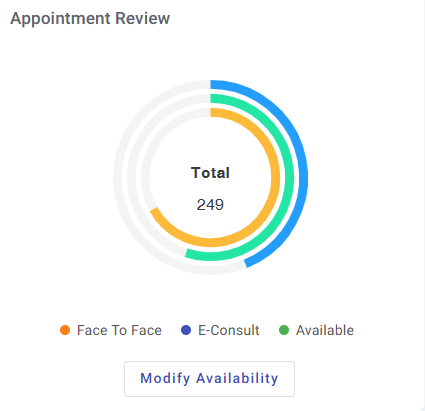 Appointment Review
Total
249
Face To Face E-Consult Available
Modify Availability